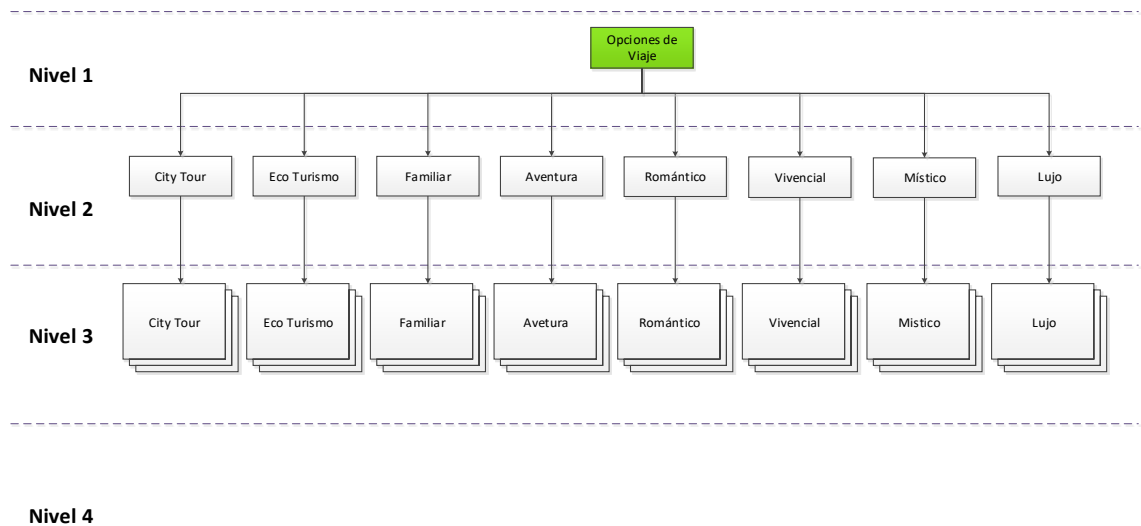 Opciones de
Viaje
Nivel 1
City Tour
Eco Turismo
Familiar
Aventura
Romántico
Vivencial
Místico
Lujo
Nivel 2
City Tour
Eco Turismo
Familiar
Avetura
Romántico
Vivencial
Mistico
Lujo
Nivel 3
Nivel 4